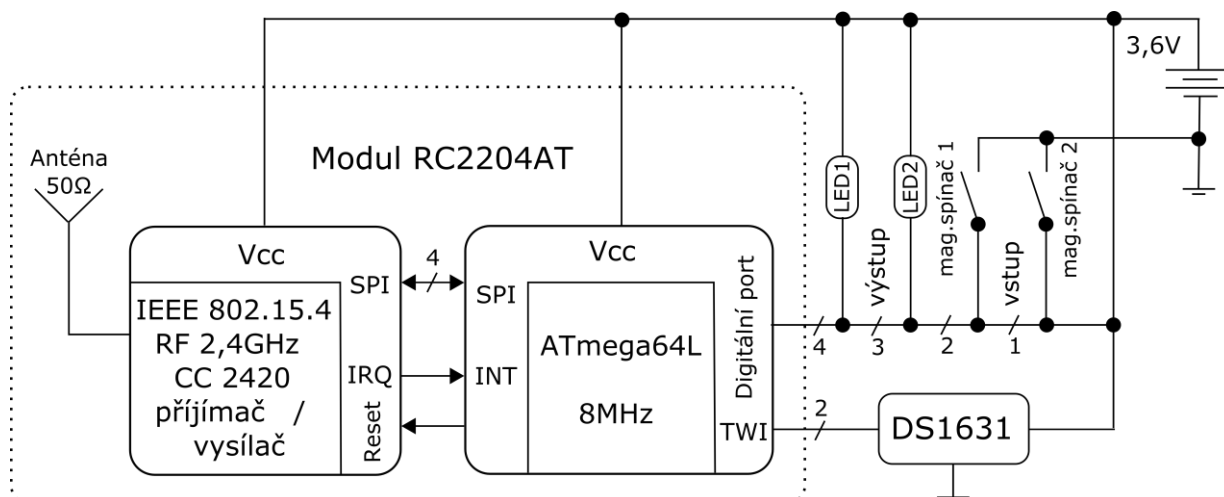 3,6V
Modul RC2204AT
Anténa
50Ω
LED1
LED2
mag.spínač 1
mag.spínač 2
výstup
vstup
Vcc
SPI
4
IEEE 802.15.4
RF 2,4GHz
CC 2420
příjímač /
vysílač
IRQ
Reset
Vcc
SPI
INT
ATmega64L
8MHz
Digitální port
TWI
4
3
2
1
2
DS1631